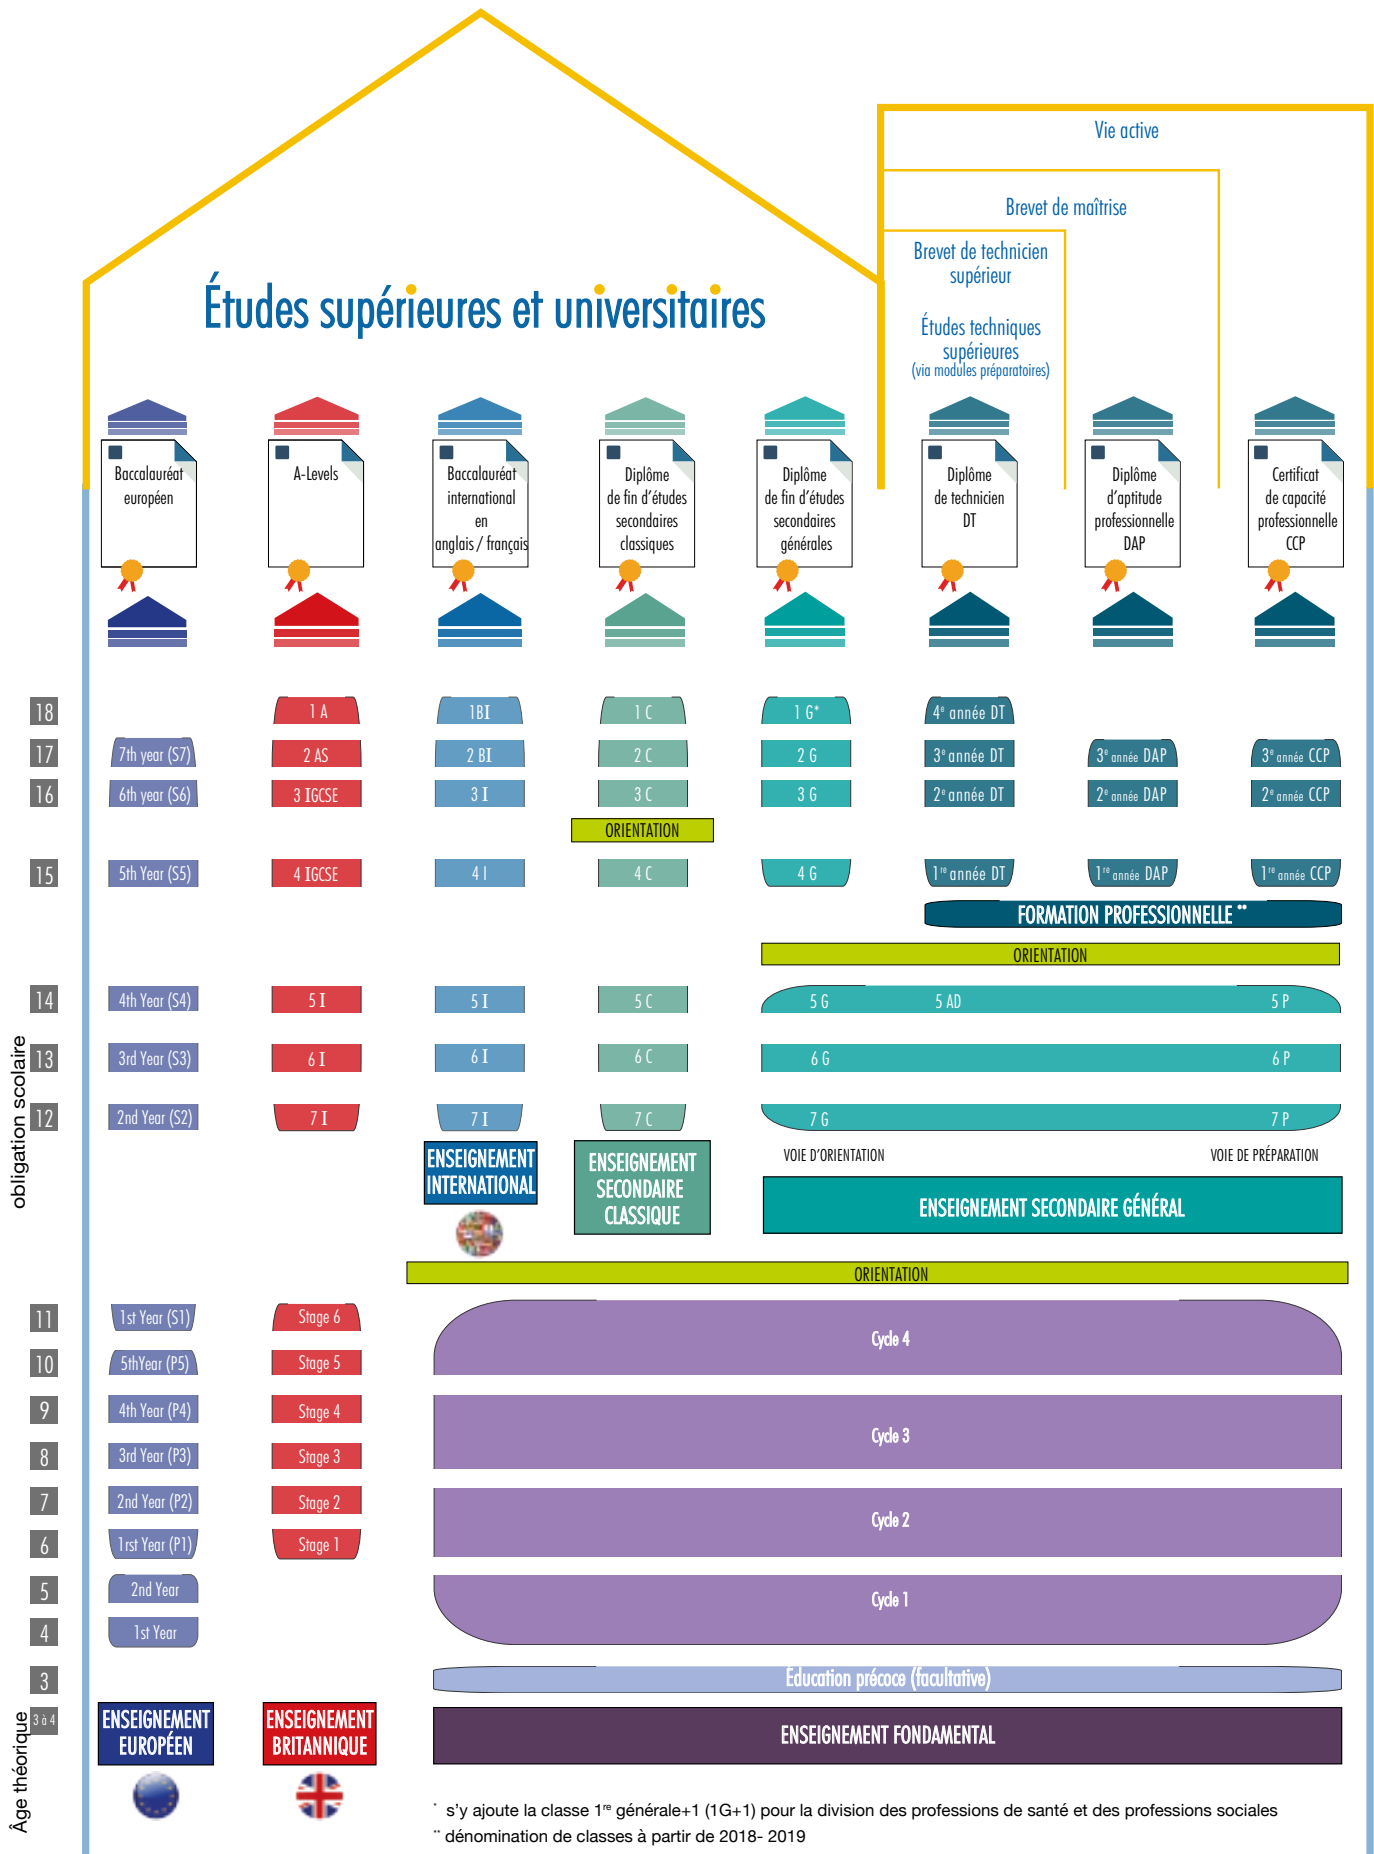 Vie active
Brevet de maîtrise
Brevet de technicien
supérieur
Études supérieures et universitaires
Études techniques
supérieures
(via modules préparatoires)
Baccalauréat
européen
A-Levels
Baccalauréat
international
en
anglais / français
Diplôme
de fin d'études
secondaires
classiques
Diplôme
de fin d'études
secondaires
générales
Diplôme
de technicien
DT
Diplôme
d'aptitude
professionnelle
DAP
Certificat
de capacité
professionnelle
CCP
18
1 A
1BI
1 C
1 G*
4e année DT
17
7th year (S7)
2 AS
2 BI
2 C
2 G
3e année DT
3e année DAP
3e année CCP
16
6th year (S6)
3 IGCSE
3 I
3 C
3 G
2e année DT
2e année DAP
2e année CCP
ORIENTATION
15
5th Year (S5)
4 IGCSE
4 I
4 C
4 G
1re année DT
1re année DAP
1re année CCP
FORMATION PROFESSIONNELLE **
ORIENTATION
14
4th Year (S4)
5 I
5 I
5 C
5 G
5 AD
5 P
obligation scolaire
13
3rd Year (S3)
6 I
6 I
6 C
6 G
6 P
12
2nd Year (S2)
7 I
7 I
7 C
7 G
7 P
ENSEIGNEMENT
INTERNATIONAL
ENSEIGNEMENT
SECONDAIRE
CLASSIQUE
VOIE D'ORIENTATION
VOIE DE PRÉPARATION
ENSEIGNEMENT SECONDAIRE GÉNÉRAL
ORIENTATION
11
1st Year (S1)
Stage 6
Cycle 4
10
5thYear (P5)
Stage 5
9
4th Year (P4)
Stage 4
Cycle 3
8
3rd Year (P3)
Stage 3
7
2nd Year (P2)
Stage 2
Cycle 2
6
1rst Year (P1)
Stage 1
5
2nd Year
Cycle 1
4
1st Year
3
Éducation précoce (facultative)
Âge théorique
3 à 4
ENSEIGNEMENT
EUROPÉEN
ENSEIGNEMENT
BRITANNIQUE
ENSEIGNEMENT FONDAMENTAL
* s'y ajoute la classe 1re générale+1 (1G+1) pour la division des professions de santé et des professions sociales
** dénomination de classes à partir de 2018- 2019